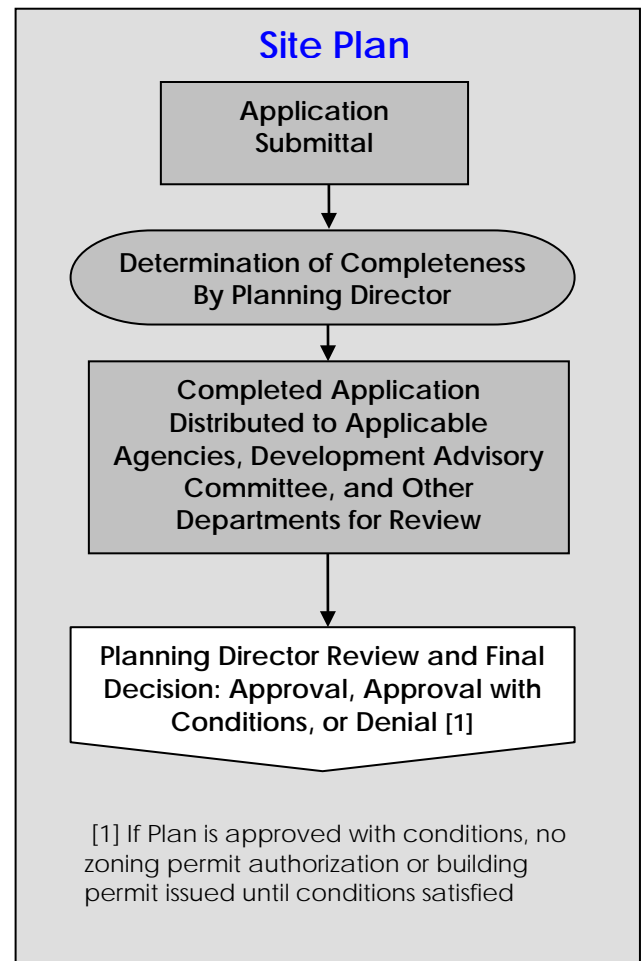 Site Plan
Application
Submittal
Determination of Completeness
By Planning Director
Completed Application
Distributed to Applicable
Agencies, Development Advisory
Committee, and Other
Departments for Review
Planning Director Review and Final
Decision: Approval, Approval with
Conditions, or Denial [1]
[1] If Plan is approved with conditions, no
zoning permit authorization or building
permit issued until conditions satisfied